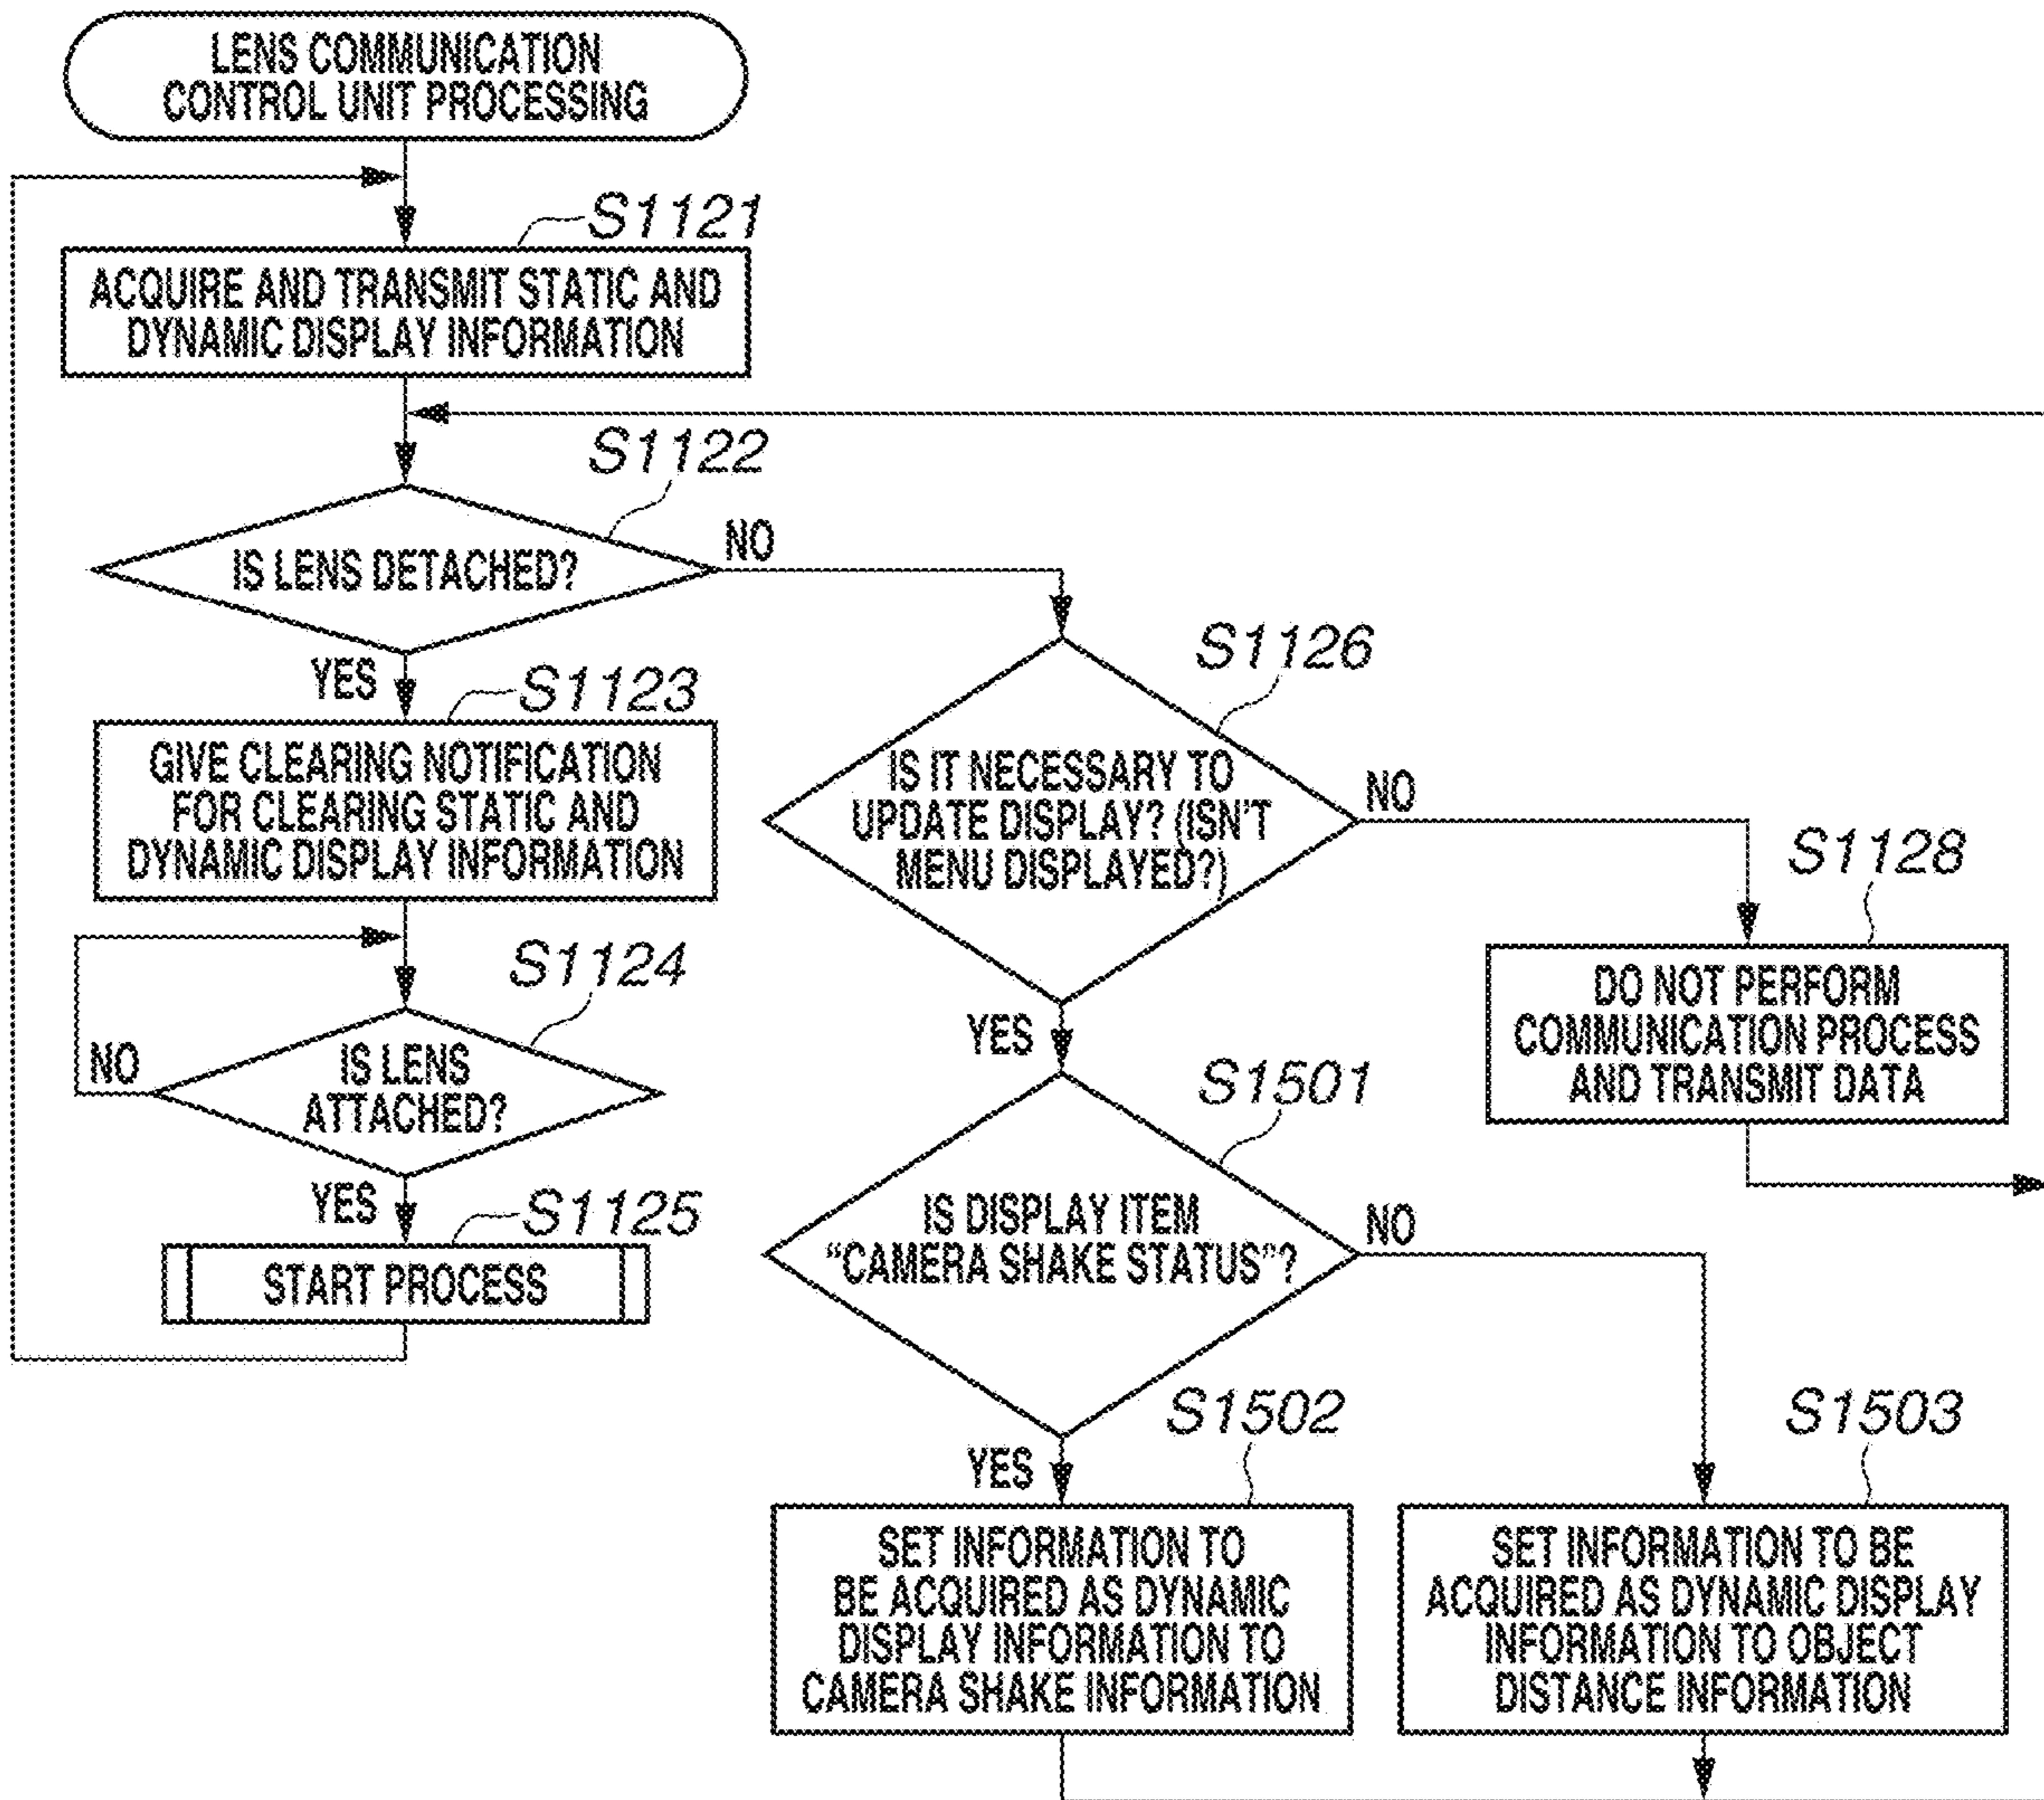 LENS COMMUNICATION
CONTROL UNIT PROCESSING
S1121
ACQUIRE AND TRANSMIT STATIC AND
DYNAMIC DISPLAY INFORMATION
S1122
IS LENS DETACHED?
NO
YES
S1123
GIVE CLEARING NOTIFICATION
FOR CLEARING STATIC AND
DYNAMIC DISPLAY INFORMATION
S1124
IS LENS
ATTACHED?
NO
YES
S1125
START PROCESS
S1126
IS IT NECESSARY TO
UPDATE DISPLAY? (ISN'T
MENU DISPLAYED?)
NO
YES
S1128
DO NOT PERFORM
COMMUNICATION PROCESS
AND TRANSMIT DATA
S1501
IS DISPLAY ITEM
“CAMERA SHAKE STATUS”?
NO
YES
S1502
SET INFORMATION TO
BE ACQUIRED AS DYNAMIC
DISPLAY INFORMATION TO
CAMERA SHAKE INFORMATION
S1503
SET INFORMATION TO BE
ACQUIRED AS DYNAMIC DISPLAY
INFORMATION TO OBJECT
DISTANCE INFORMATION